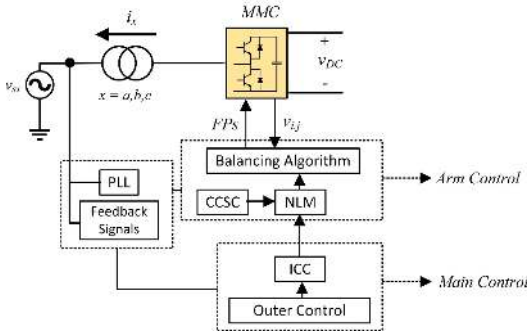 MMC
i_x
+
v_DC
-
v_sx
x = a,b,c
FPS
v_i,j
Balancing Algorithm
PLL
Arm Control
CCSC
NLM
Feedback
Signals
ICC
Main Control
Outer Control